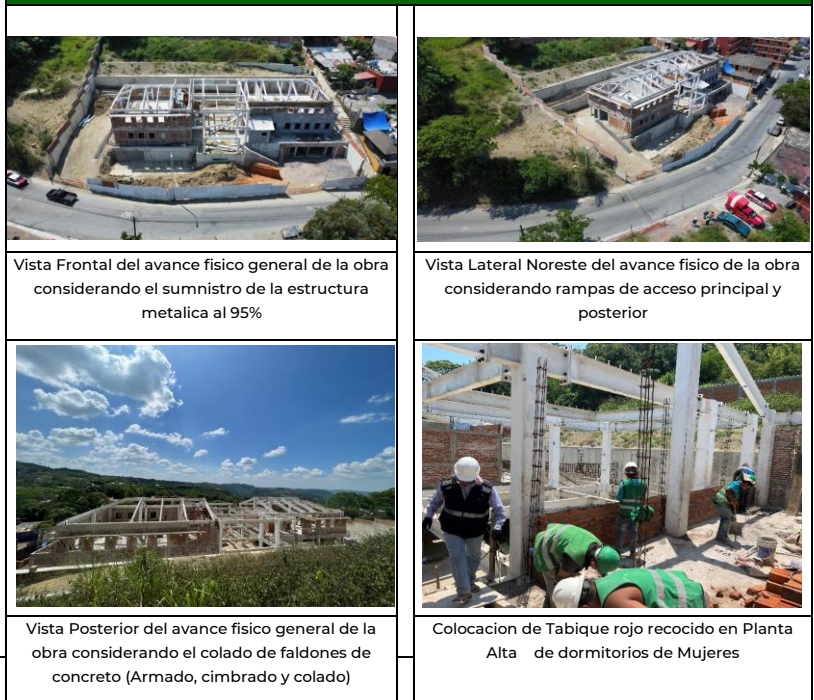 Vista Frontal del avance fisico general de la obra
considerando el sumnistro de la estructura
metalica al 95%
Vista Lateral Noreste del avance fisico de la obra
considerando rampas de acceso principal y
posterior
Vista Posterior del avance fisico general de la
obra considerando el colado de faldones de
concreto (Armado, cimbrado y colado)
Colocacion de Tabique rojo recocido en Planta
Alta de dormitorios de Mujeres